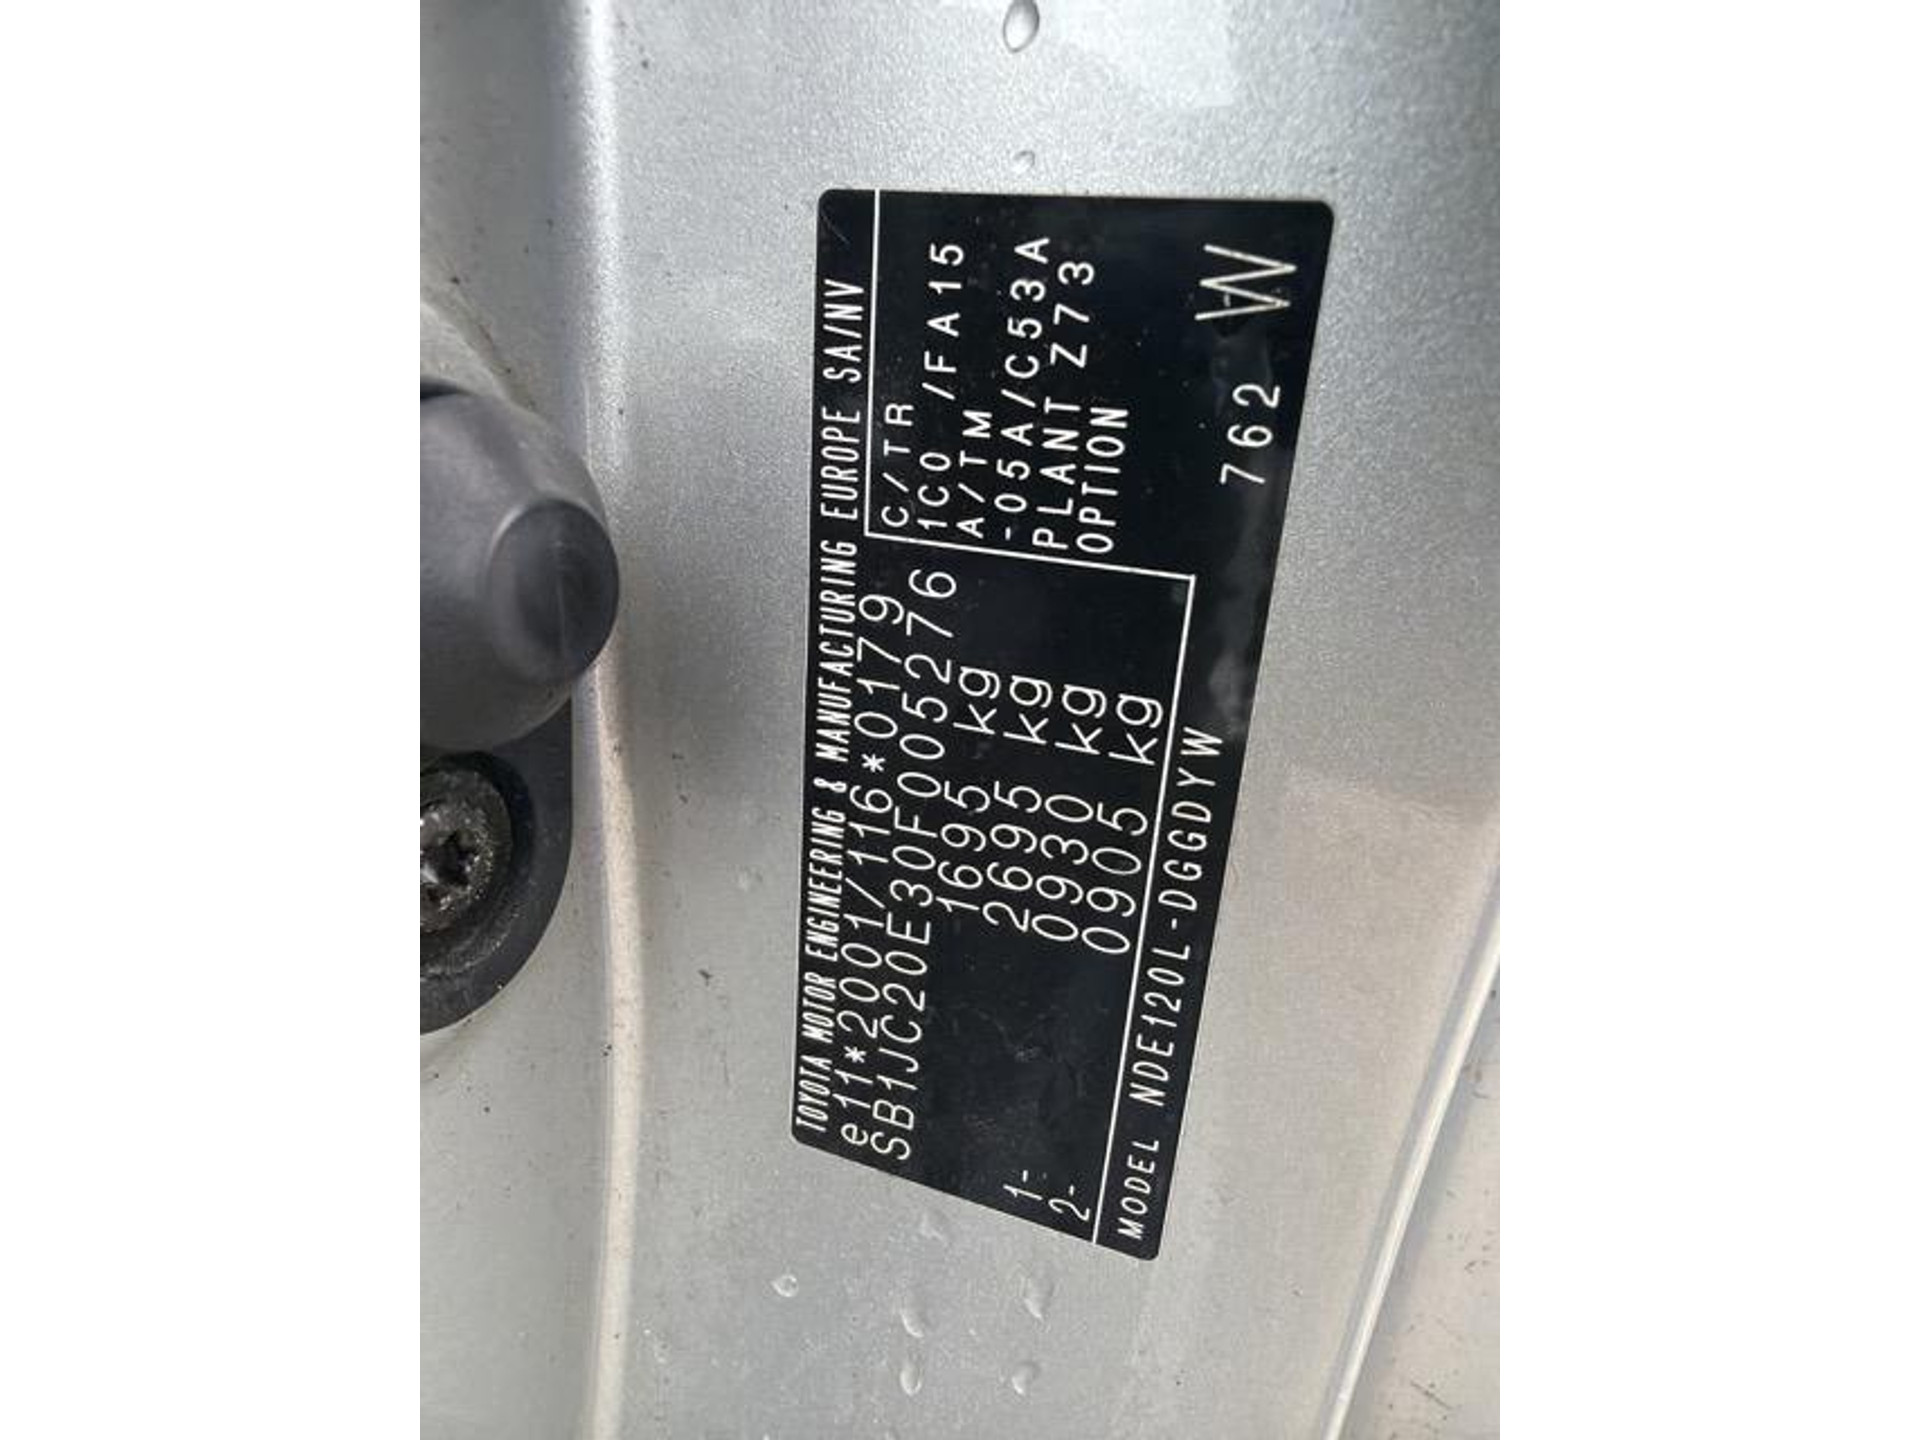 TOYOTA MOTOR ENGINEERING & MANUFACTURING EUROPE SA/NV
e11*2001/116*0179
SB1JC20E30F005276
1695 kg
2695 kg
1- 0930 kg
2- 0905 kg
C/TR
1C0 /FA15
A/TM
-05A/C53A
PLANT Z73
OPTION
MODEL NDE120L-DGGDYW
762 W